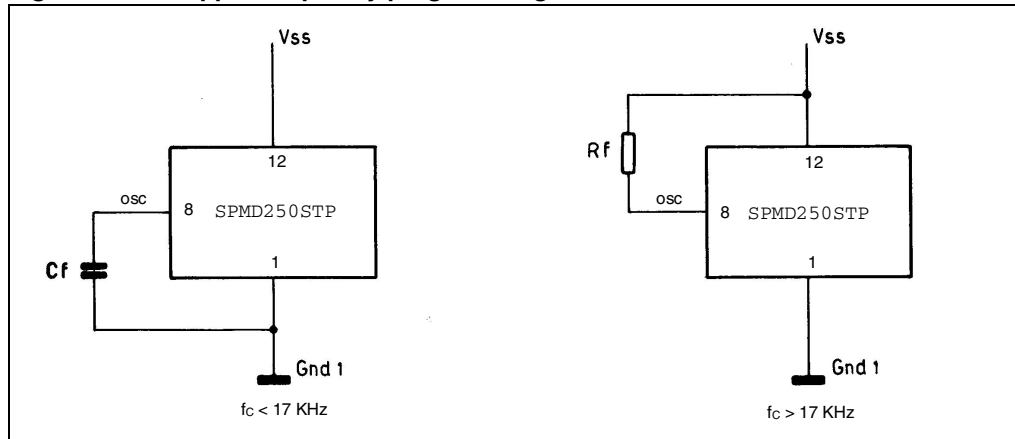 Vss
12
osc
8 SPMD250STP
1
Cf
Gnd 1
fC < 17 KHz
Vss
Rf
12
osc
8 SPMD250STP
1
Gnd 1
fC > 17 KHz